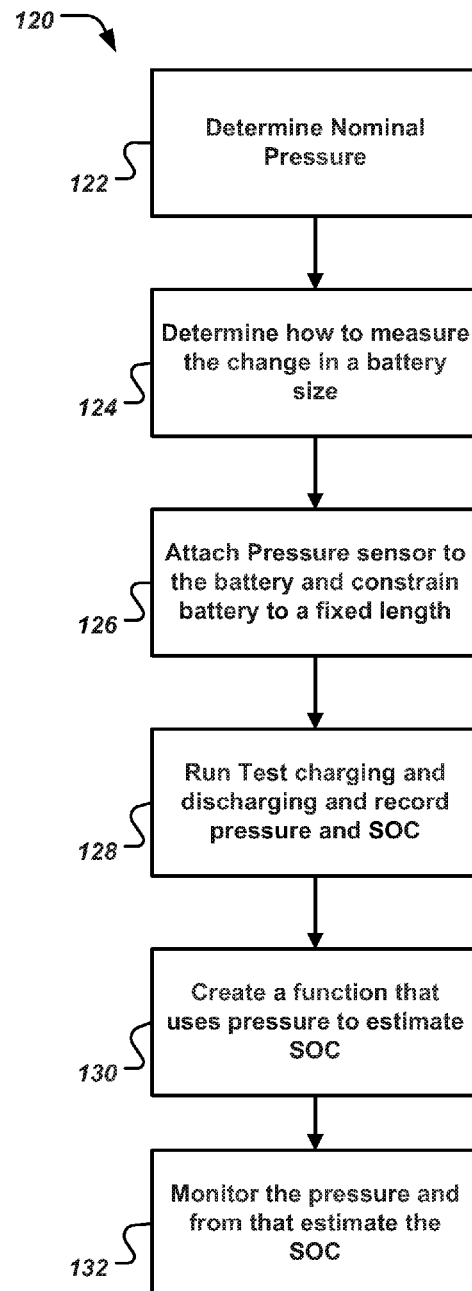 120
Determine Nominal
Pressure
122
Determine how to measure
the change in a battery
size
124
Attach Pressure sensor to
the battery and constrain
battery to a fixed length
126
Run Test charging and
discharging and record
pressure and SOC
128
Create a function that
uses pressure to estimate
SOC
130
Monitor the pressure and
from that estimate the
SOC
132